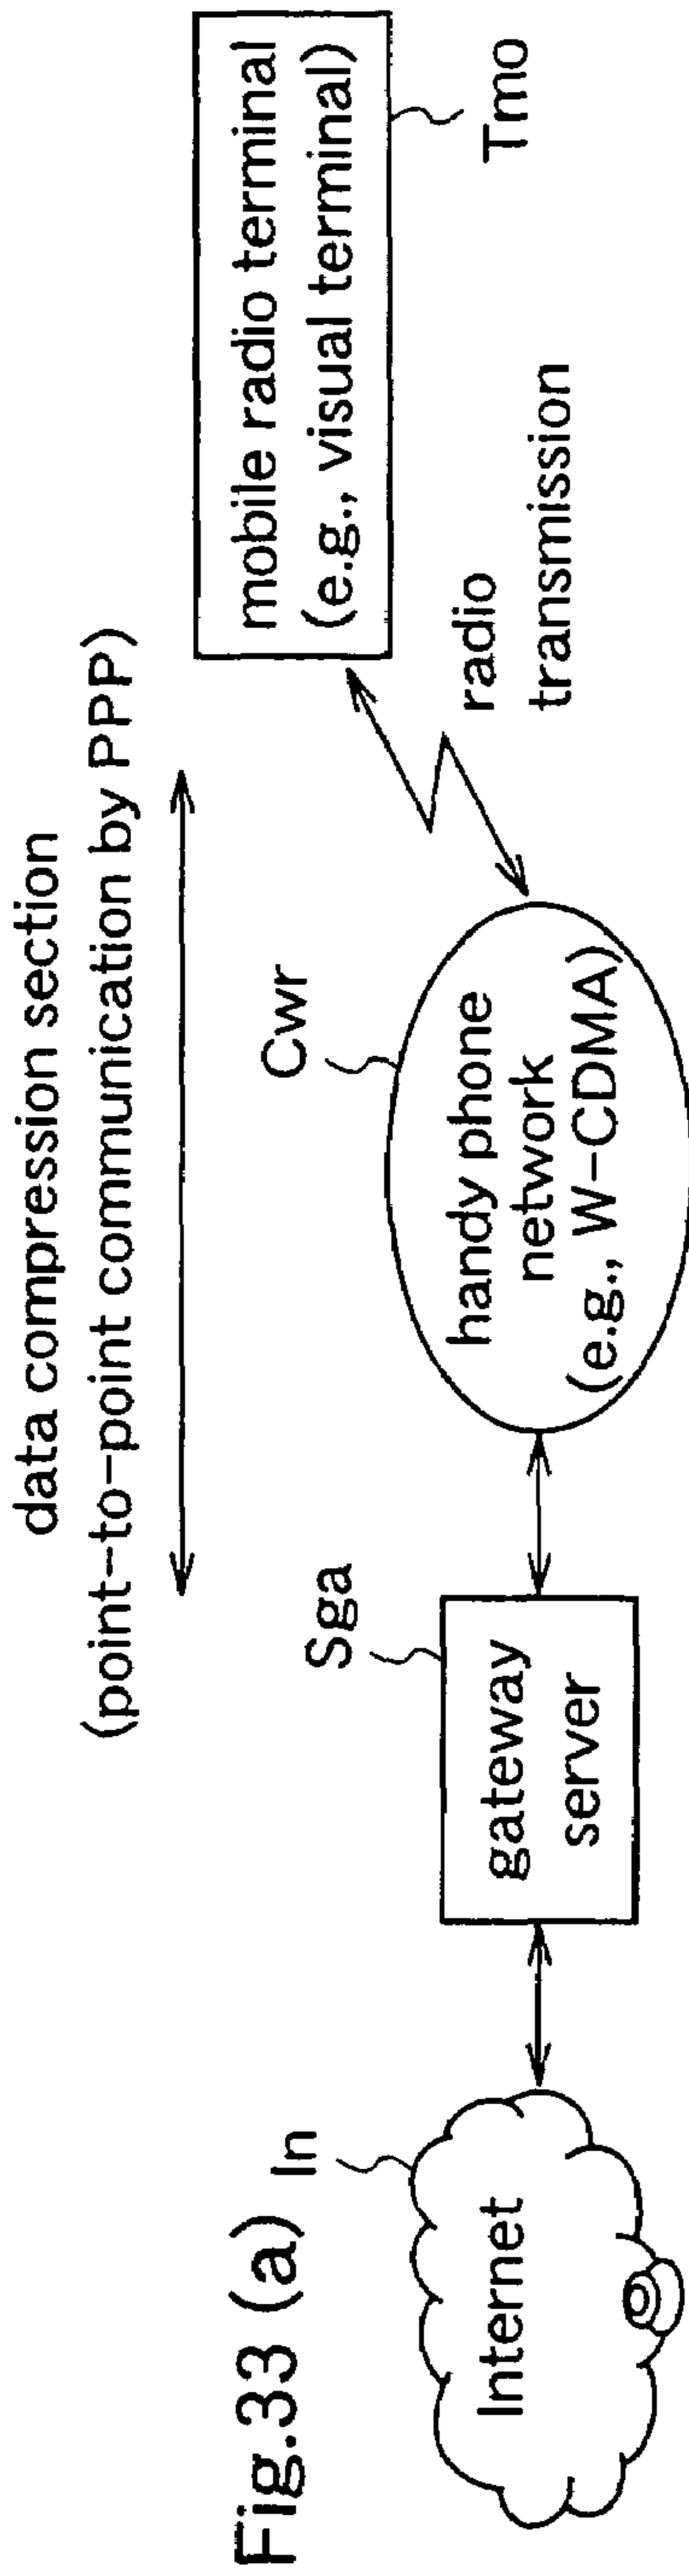 Fig.33 (a)
data compression section
(point-to-point communication by PPP)
In
Internet
Sga
gateway
server
Cwr
handy phone
network
(e.g., W-CDMA)
radio
transmission
mobile radio terminal
(e.g., visual terminal)
Tmo